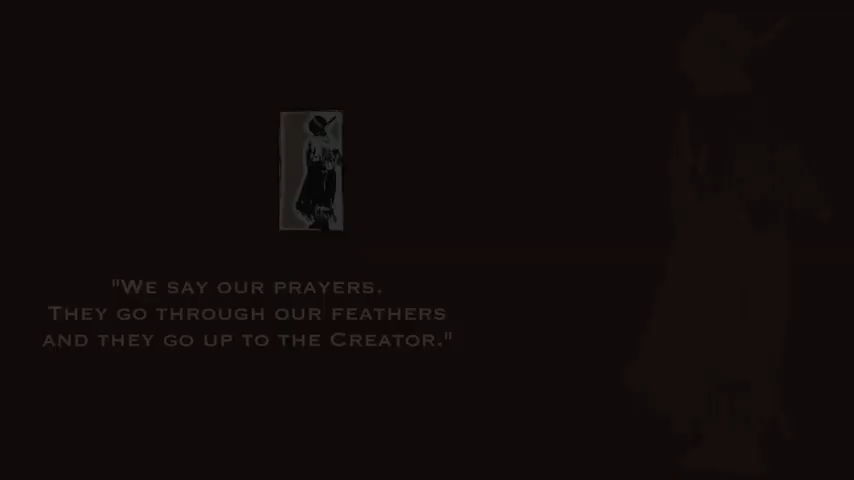 "We say our prayers.
They go through our feathers
and they go up to the Creator."